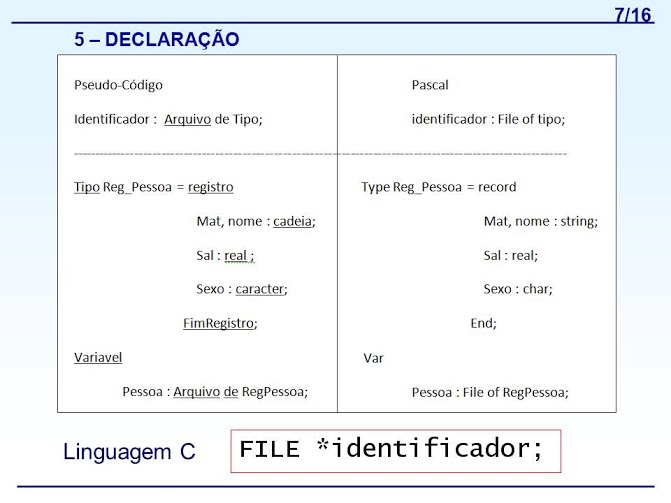 7/16
5 – DECLARAÇÃO
Pseudo-Código Pascal
Identificador : Arquivo de Tipo; identificador : File of tipo;
Tipo Reg_Pessoa = registro Type Reg_Pessoa = record
Mat, nome : cadeia; Mat, nome : string;
Sal : real ; Sal : real;
Sexo : caracter; Sexo : char;
FimRegistro; End;
Variavel Var
Pessoa : Arquivo de RegPessoa; Pessoa : File of RegPessoa;
Linguagem C FILE *identificador;